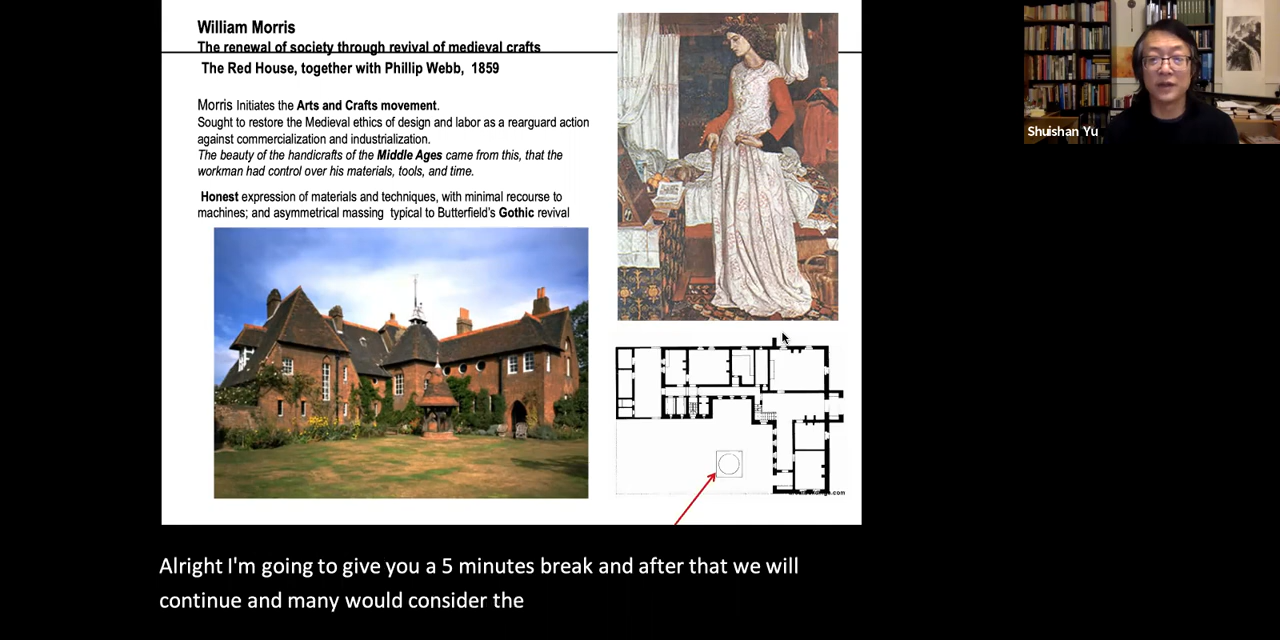 William Morris
The renewal of society through revival of medieval crafts
The Red House, together with Phillip Webb, 1859
Morris Initiates the Arts and Crafts movement.
Sought to restore the Medieval ethics of design and labor as a rearguard action
against commercialization and industrialization.
The beauty of the handicrafts of the Middle Ages came from this, that the
workman had control over his materials, tools, and time.
Honest expression of materials and techniques, with minimal recourse to
machines; and asymmetrical massing typical to Butterfield's Gothic revival
Shuishan Yu
Alright I'm going to give you a 5 minutes break and after that we will
continue and many would consider the